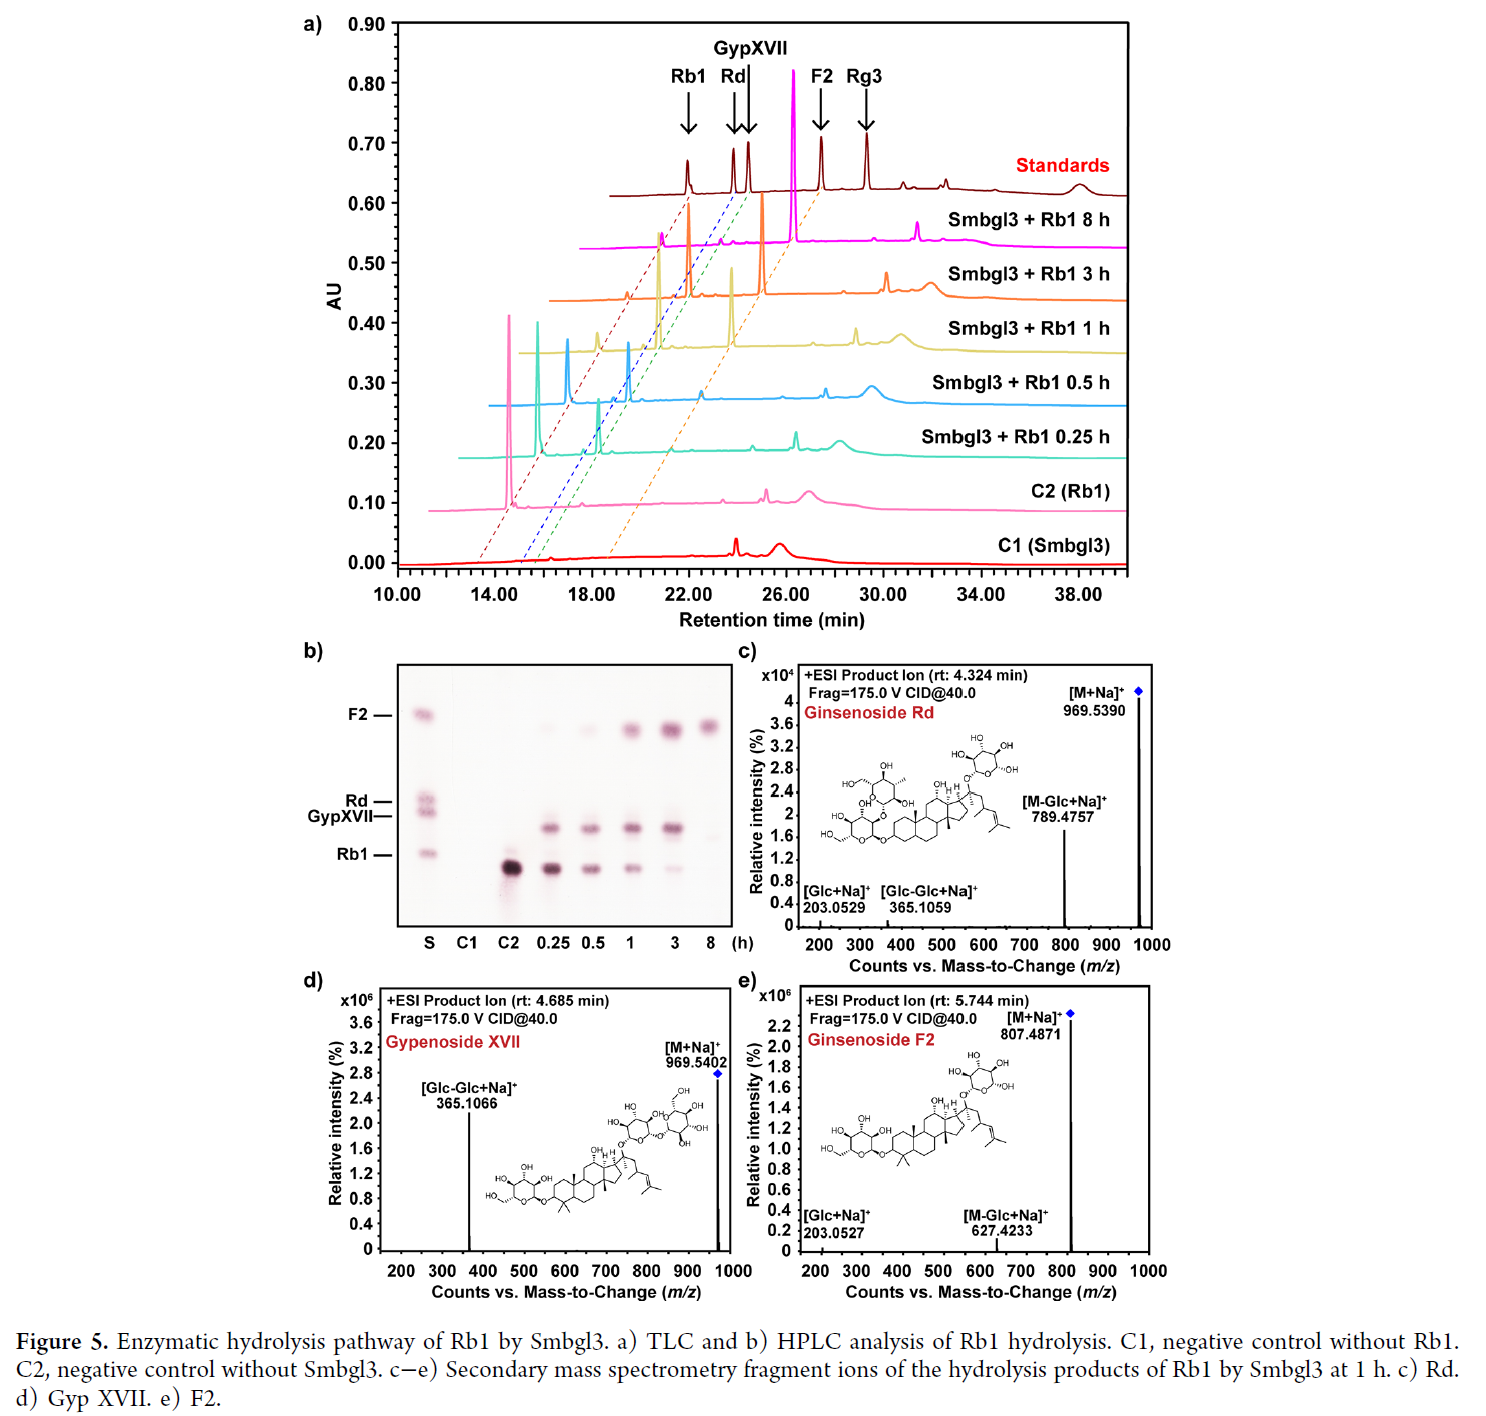 a)
0.90
0.80
0.70
0.60
0.50
0.40
0.30
0.20
0.10
0.00
AU
GypXVII
Rb1
Rd
F2
Rg3
Standards
Smbgl3 + Rb1 8 h
Smbgl3 + Rb1 3 h
Smbgl3 + Rb1 1 h
Smbgl3 + Rb1 0.5 h
Smbgl3 + Rb1 0.25 h
C2 (Rb1)
C1 (Smbgl3)
10.00 14.00 18.00 22.00 26.00 30.00 34.00 38.00
Retention time (min)
b)
F2
Rd
GypXVII
Rb1
S C1 C2 0.25 0.5 1 3 8 (h)
c)
x10⁴
4
3.6
3.2
2.8
2.4
2
1.6
1.2
0.8
0.4
0
Relative intensity (%)
+ESI Product Ion (rt: 4.324 min)
Frag=175.0 V CID@40.0
Ginsenoside Rd
[M+Na]⁺
969.5390
[M-Glc+Na]⁺
789.4757
[Glc+Na]⁺
203.0529
[Glc-Glc+Na]⁺
365.1059
200 300 400 500 600 700 800 900 1000
Counts vs. Mass-to-Change (m/z)
d)
x10⁶
3.6
3.2
2.8
2.4
2.0
1.6
1.2
0.8
0.4
0
Relative intensity (%)
+ESI Product Ion (rt: 4.685 min)
Frag=175.0 V CID@40.0
Gypenoside XVII
[M+Na]⁺
969.5402
[Glc-Glc+Na]⁺
365.1066
200 300 400 500 600 700 800 900 1000
Counts vs. Mass-to-Change (m/z)
e)
x10⁶
2.2
2.0
1.8
1.6
1.4
1.2
1.0
0.8
0.6
0.4
0.2
0
Relative intensity (%)
+ESI Product Ion (rt: 5.744 min)
Frag=175.0 V CID@40.0
Ginsenoside F2
[M+Na]⁺
807.4871
[Glc+Na]⁺
203.0527
[M-Glc+Na]⁺
627.4233
200 300 400 500 600 700 800 900 1000
Counts vs. Mass-to-Change (m/z)
Figure 5. Enzymatic hydrolysis pathway of Rb1 by Smbgl3. a) TLC and b) HPLC analysis of Rb1 hydrolysis. C1, negative control without Rb1.
C2, negative control without Smbgl3. c−e) Secondary mass spectrometry fragment ions of the hydrolysis products of Rb1 by Smbgl3 at 1 h. c) Rd.
d) Gyp XVII. e) F2.